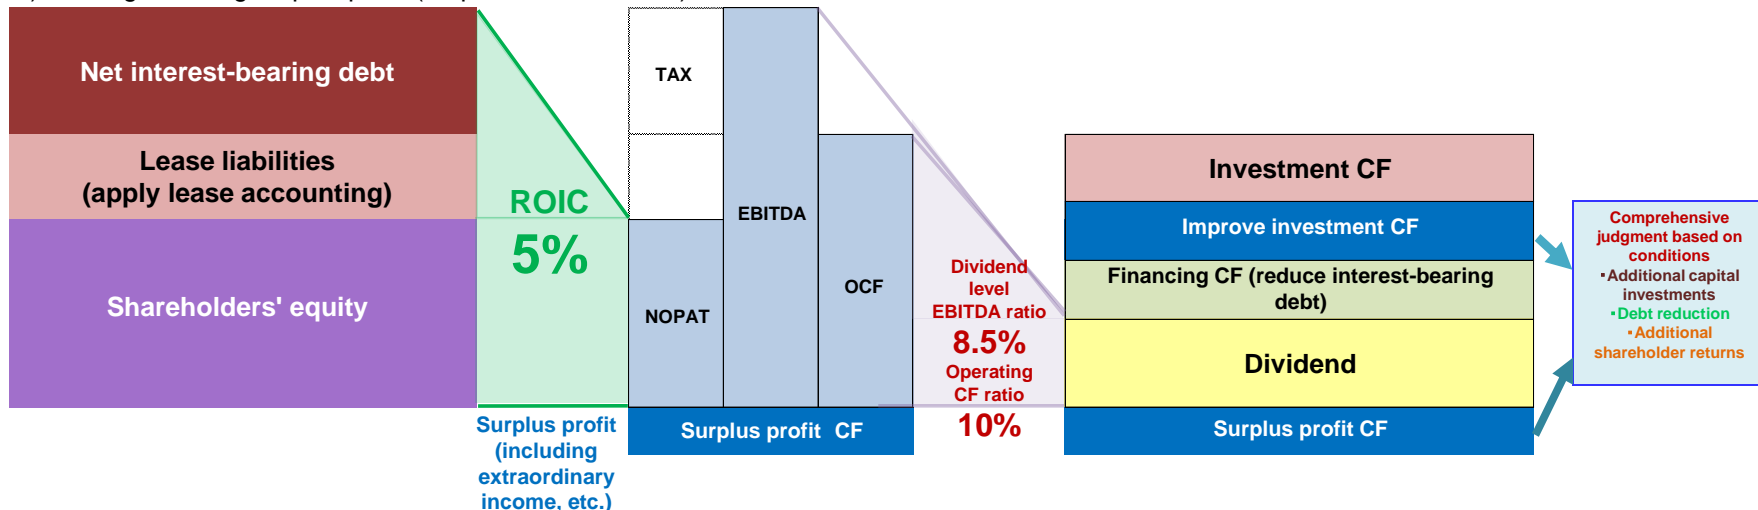 Net interest-bearing debt
Lease liabilities
(apply lease accounting)
Shareholders' equity
ROIC
5%
Surplus profit
(including
extraordinary
income, etc.)
TAX
NOPAT
EBITDA
OCF
Surplus profit CF
Dividend
level
EBITDA ratio
8.5%
Operating
CF ratio
10%
Investment CF
Improve investment CF
Financing CF (reduce interest-bearing
debt)
Dividend
Surplus profit CF
Comprehensive
judgment based on
conditions
・Additional capital
investments
・Debt reduction
・Additional
shareholder returns